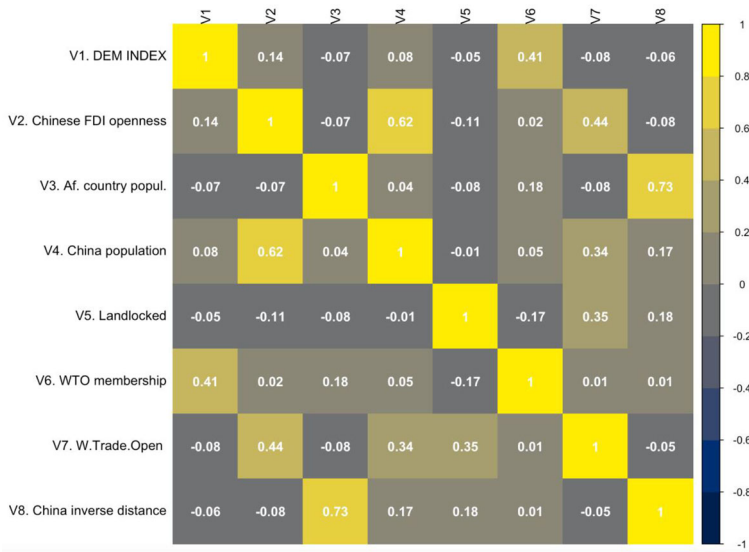 V1 V2 V3 V4 V5 V6 V7 V8
V1. DEM INDEX 1 0.14 -0.07 0.08 -0.05 0.41 -0.08 -0.06
V2. Chinese FDI openness 0.14 1 -0.07 0.62 -0.11 0.02 0.44 -0.08
V3. Af. country popul. -0.07 -0.07 1 0.04 -0.08 0.18 -0.08 0.73
V4. China population 0.08 0.62 0.04 1 -0.01 0.05 0.34 0.17
V5. Landlocked -0.05 -0.11 -0.08 -0.01 1 -0.17 0.35 0.18
V6. WTO membership 0.41 0.02 0.18 0.05 -0.17 1 0.01 0.01
V7. W.Trade.Open -0.08 0.44 -0.08 0.34 0.35 0.01 1 -0.05
V8. China inverse distance -0.06 -0.08 0.73 0.17 0.18 0.01 -0.05 1
1
0.8
0.6
0.4
0.2
0
-0.2
-0.4
-0.6
-0.8
-1